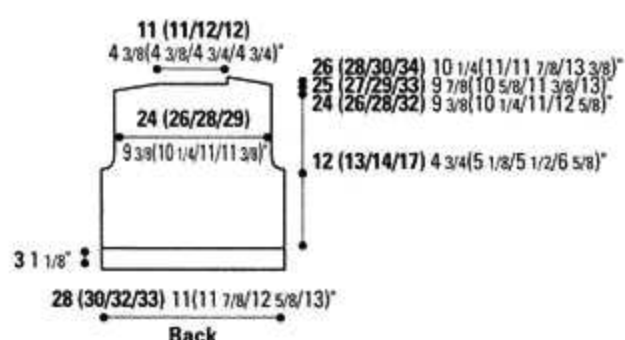 11 (11/12/12)
4 3/8(4 3/8/4 3/4/4 3/4)"
26 (28/30/34) 10 1/4(11/11 7/8/13 3/8)"
25 (27/29/33) 9 7/8(10 5/8/11 3/8/13)"
24 (26/28/32) 9 3/8(10 1/4/11/12 5/8)"
24 (26/28/29)
9 3/8(10 1/4/11/11 3/8)"
12 (13/14/17) 4 3/4(5 1/8/5 1/2/6 5/8)"
3 1 1/8"
28 (30/32/33) 11(11 7/8/12 5/8/13)"
Back